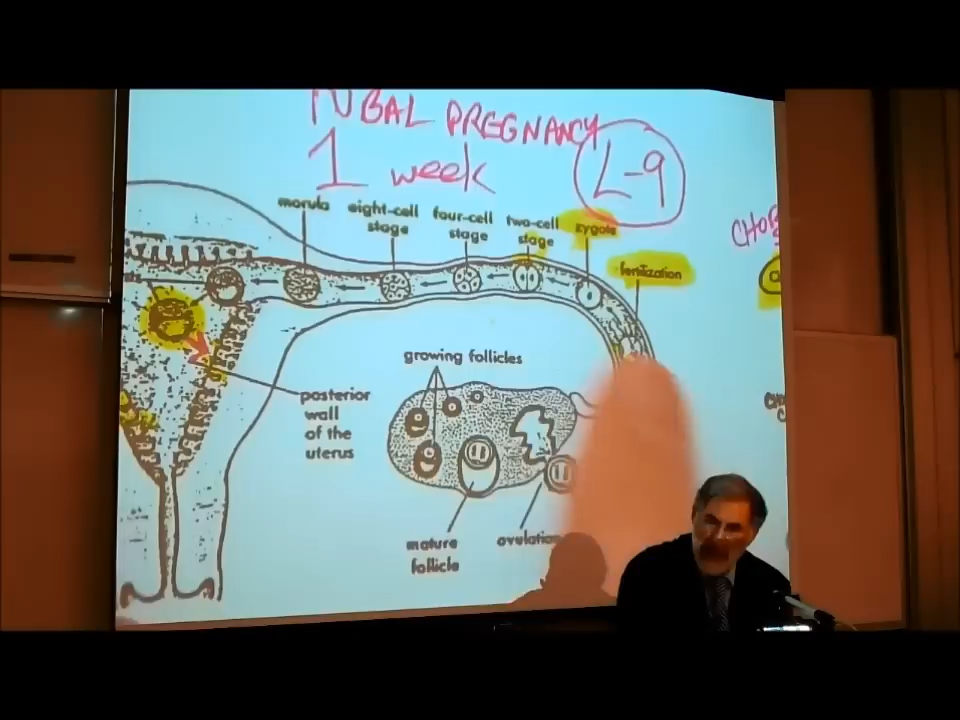 TUBAL PREGNANCY
1 week
L-9
morula
eight-cell
stage
four-cell
stage
two-cell
stage
zygote
fertilization
growing follicles
posterior
wall
of the
uterus
mature
follicle
ovulation